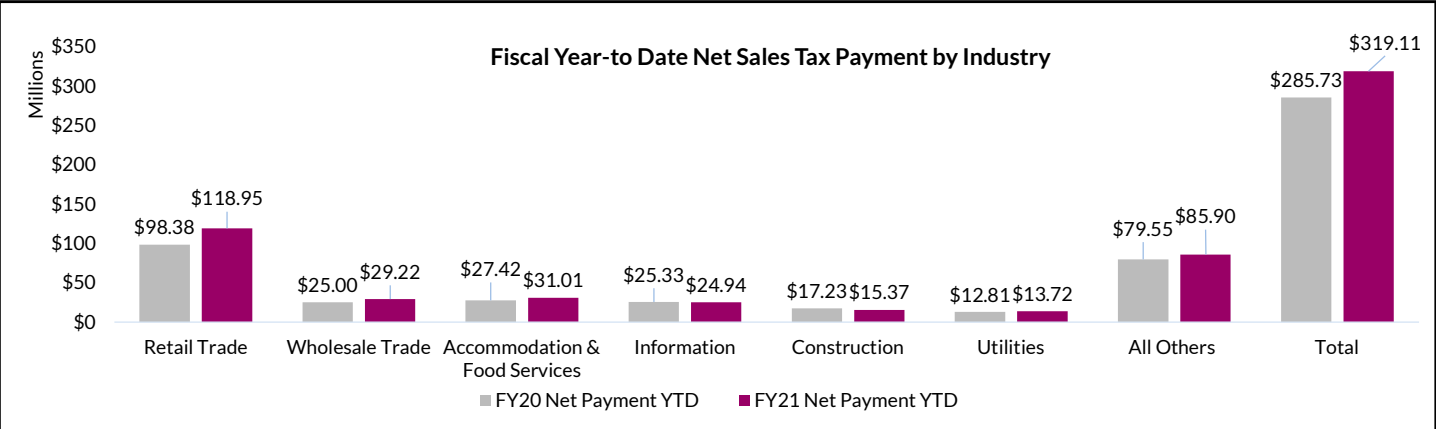 Fiscal Year-to Date Net Sales Tax Payment by Industry
Millions
$350
$300
$250
$200
$150
$100
$50
$0
$98.38
$118.95
$25.00
$29.22
$27.42
$31.01
$25.33
$24.94
$17.23
$15.37
$12.81
$13.72
$79.55
$85.90
$285.73
$319.11
Retail Trade
Wholesale Trade
Accommodation &
Food Services
Information
Construction
Utilities
All Others
Total
FY20 Net Payment YTD
FY21 Net Payment YTD